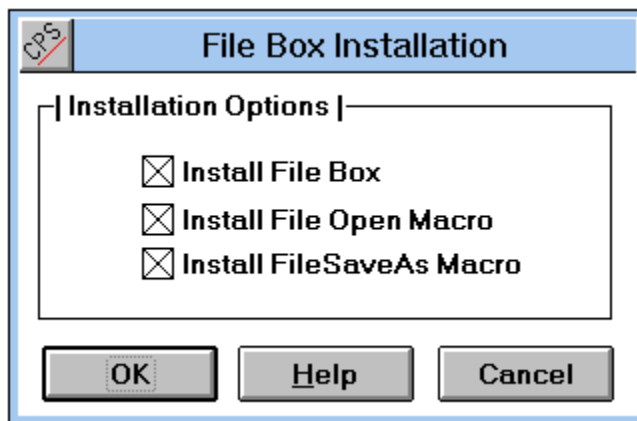 CPS
File Box Installation
| Installation Options |
Install File Box
Install File Open Macro
Install FileSaveAs Macro
OK Help Cancel